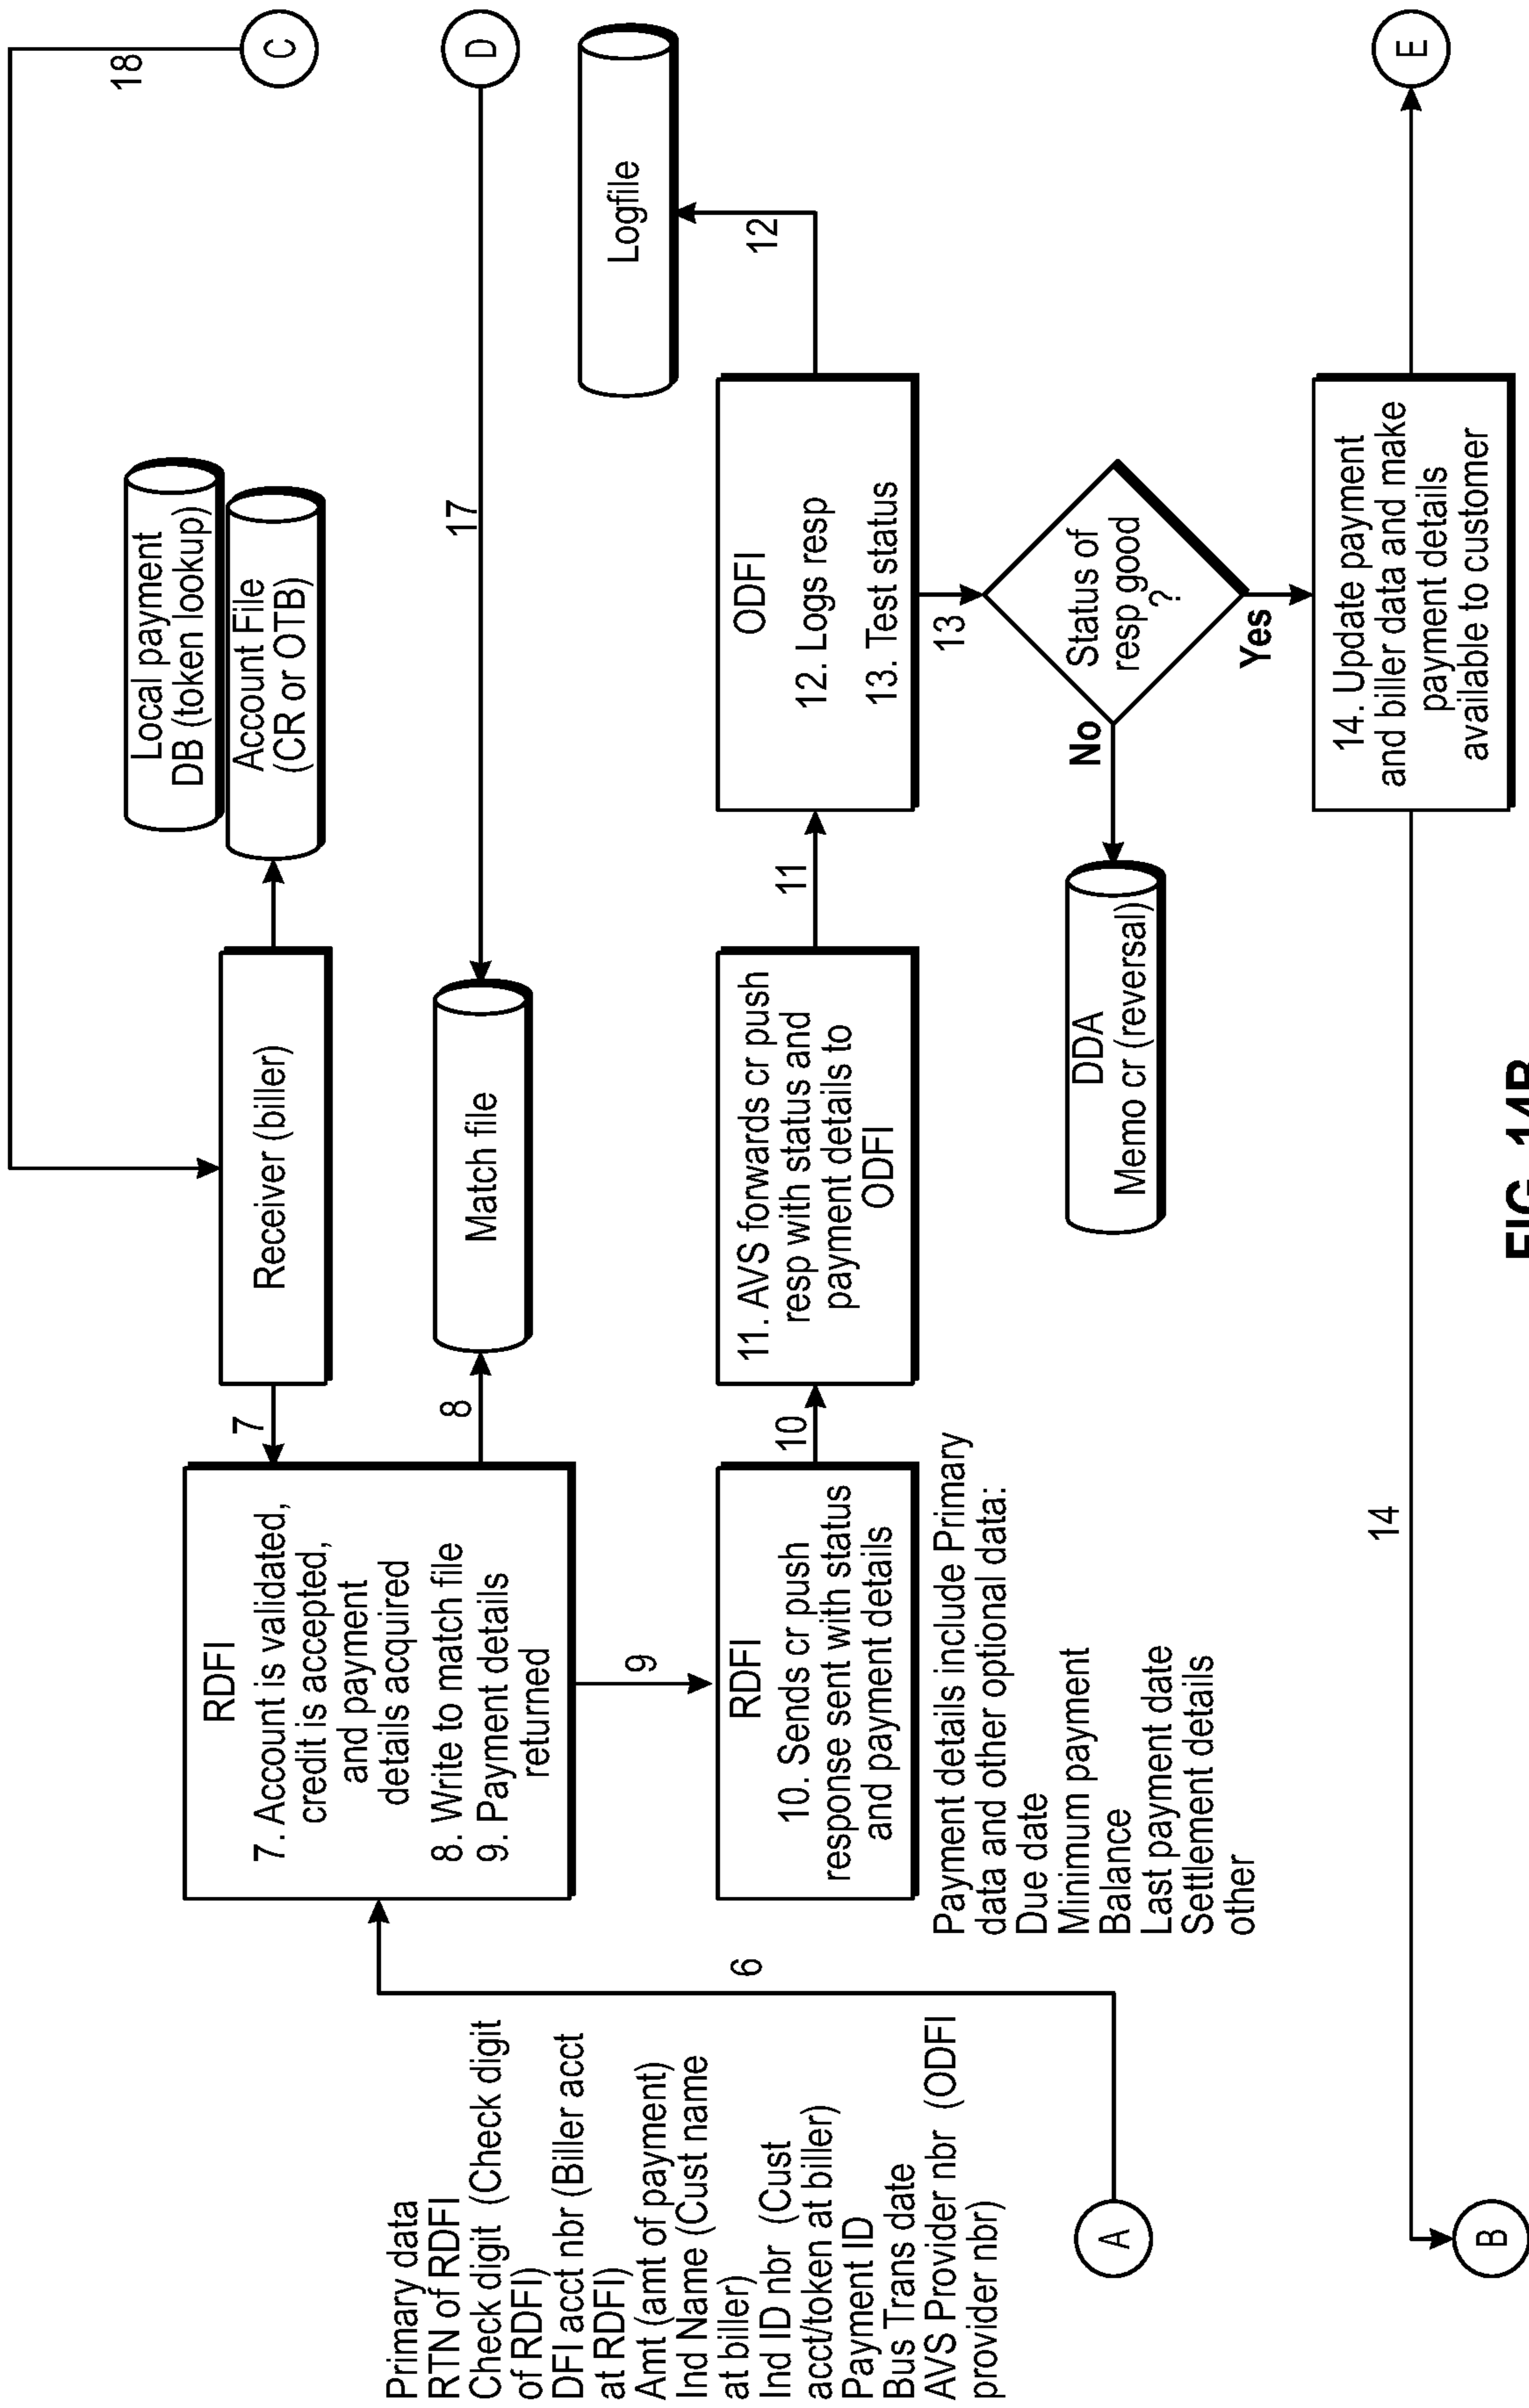 Primary data
RTN of RDFI
Check digit (Check digit
of RDFI)
DFI acct nbr (Biller acct
at RDFI)
Amt (amt of payment)
Ind Name (Cust name
at biller)
Ind ID nbr (Cust
acct/token at biller)
Payment ID
Bus Trans date
AVS Provider nbr (ODFI
provider nbr)
A
6
RDFI
7. Account is validated,
credit is accepted,
and payment
details acquired
8. Write to match file
9. Payment details
returned
7
Receiver (biller)
Local payment
DB (token lookup)
Account File
(CR or OTB)
18
C
8
Match file
17
D
9
RDFI
10. Sends cr push
response sent with status
and payment details
Payment details include Primary
data and other optional data:
Due date
Minimum payment
Balance
Last payment date
Settlement details
other
10
11. AVS forwards cr push
resp with status and
payment details to
ODFI
11
ODFI
12. Logs resp
13. Test status
12
Logfile
13
Status of
resp good
?
No
DDA
Memo cr (reversal)
Yes
14. Update payment
and biller data and make
payment details
available to customer
14
B
E
FIG. 14B